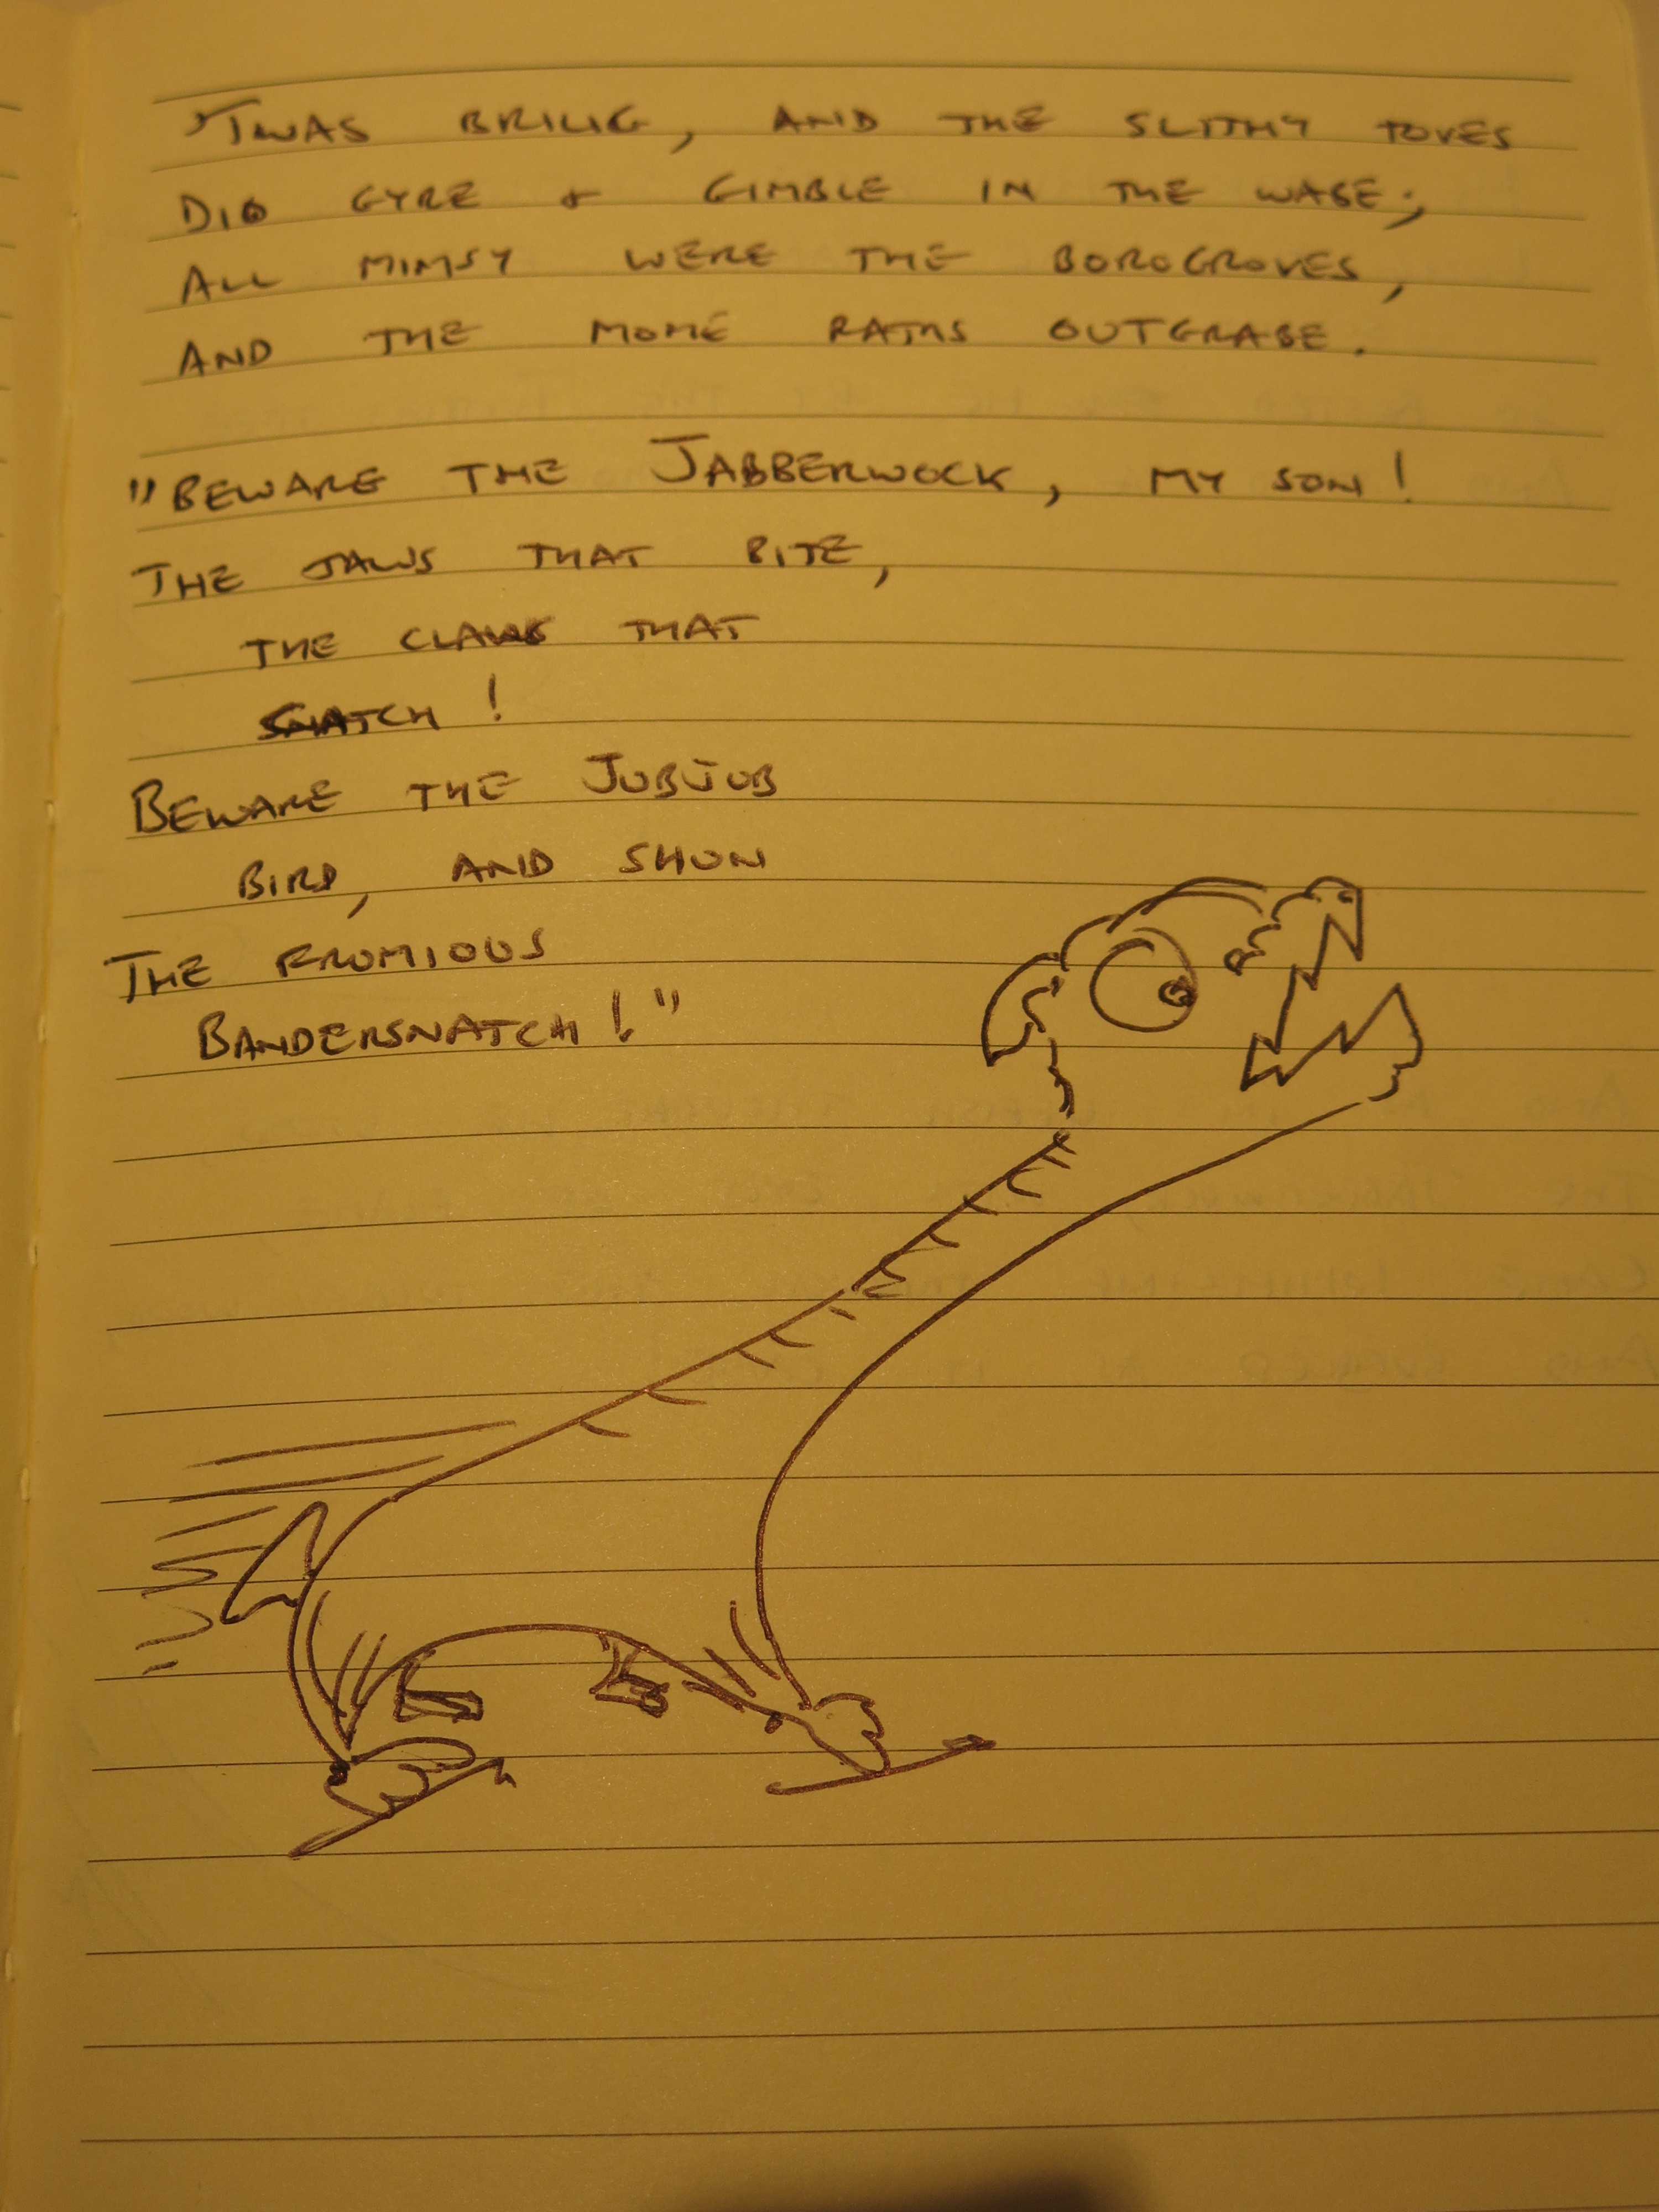 'TWAS BRILLIG, AND THE SLITHY TOVES
DID GYRE & GIMBLE IN THE WABE;
ALL MIMSY WERE THE BOROGROVES,
AND THE MOME RATHS OUTGRABE.
"BEWARE THE JABBERWOCK, MY SON!
THE JAWS THAT BITE,
THE CLAWS THAT
SNATCH!
BEWARE THE JUBJUB
BIRD, AND SHUN
THE FRUMIOUS
BANDERSNATCH!"